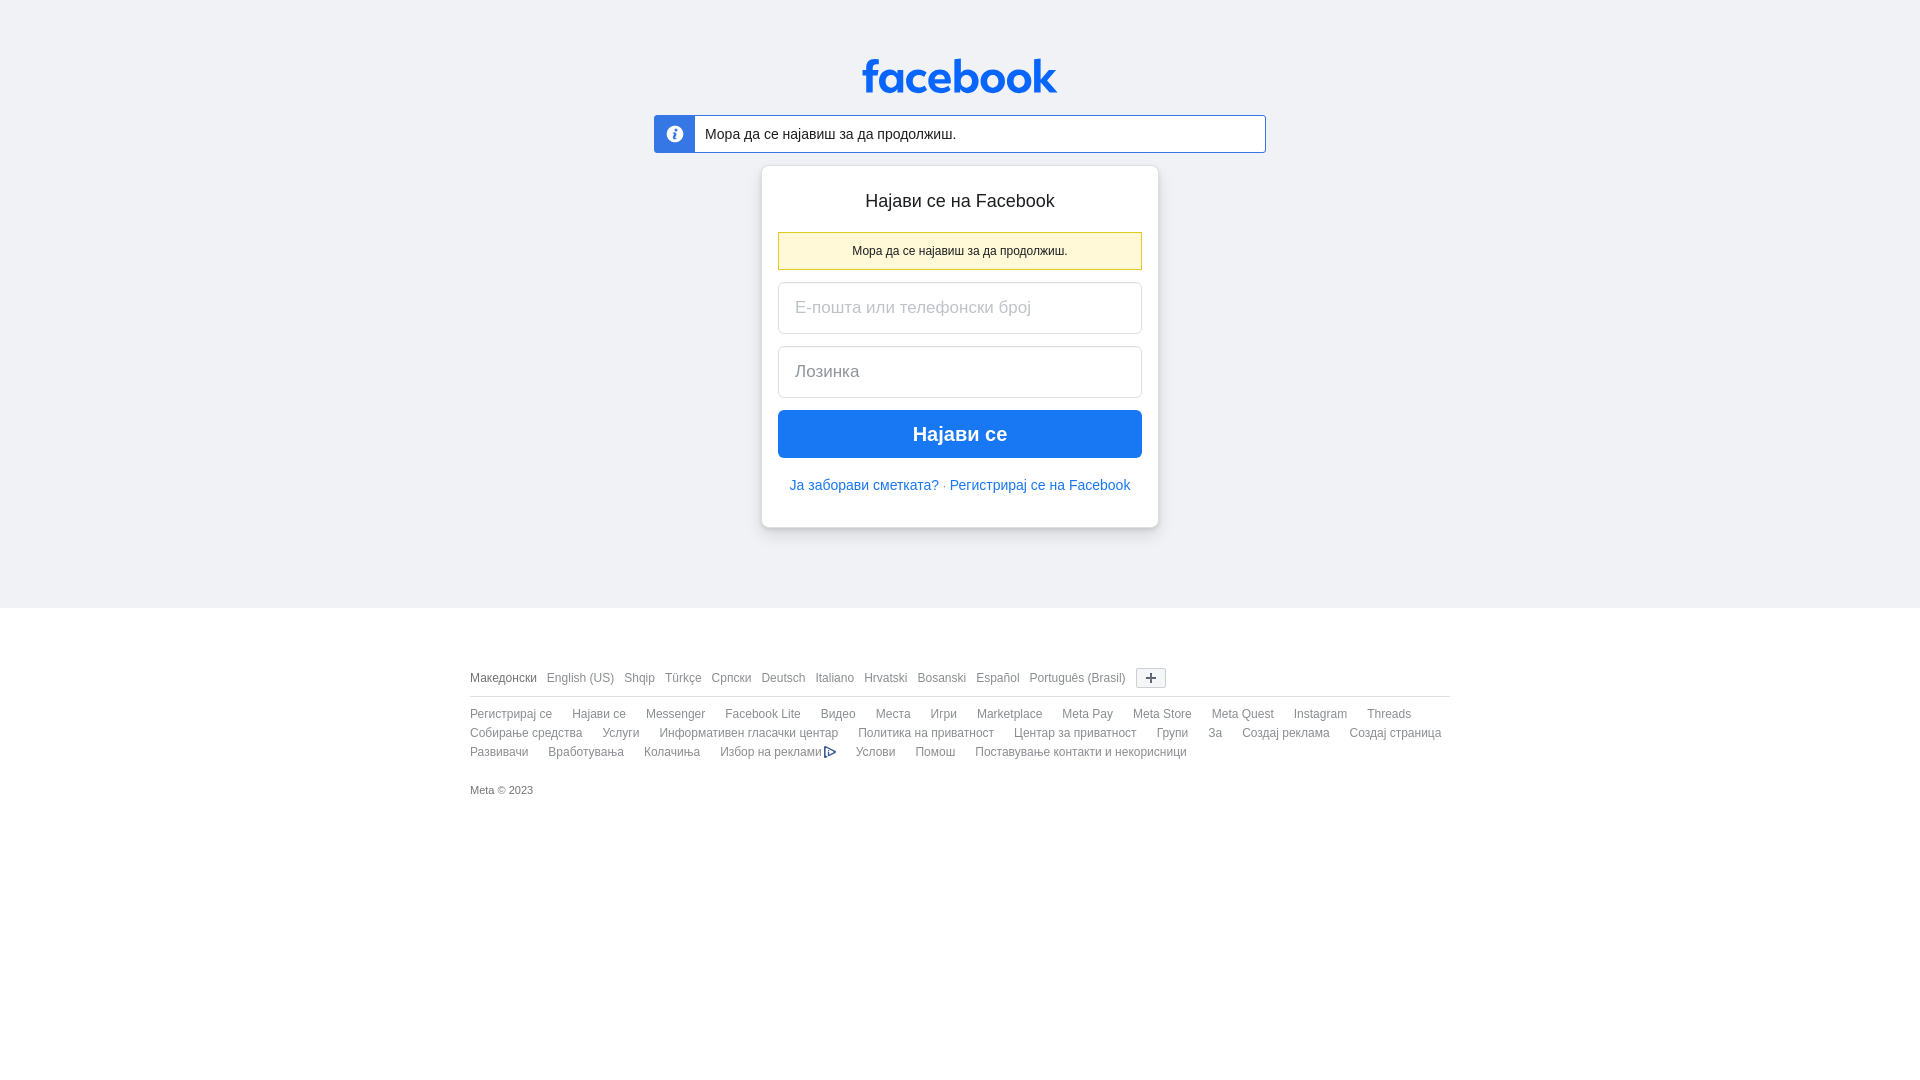 facebook
Мора да се најавиш за да продолжиш.
Најави се на Facebook
Мора да се најавиш за да продолжиш.
Е-пошта или телефонски број
Лозинка
Најави се
Ја заборави сметката? · Регистрирај се на Facebook
Македонски English (US) Shqip Türkçe Српски Deutsch Italiano Hrvatski Bosanski Español Português (Brasil)
Регистрирај се Најави се Messenger Facebook Lite Видео Места Игри Marketplace Meta Pay Meta Store Meta Quest Instagram Threads
Собирање средства Услуги Информативен гласачки центар Политика на приватност Центар за приватност Групи За Создај реклама Создај страница
Развивачи Вработувања Колачиња Избор на реклами Услови Помош Поставување контакти и некорисници
Meta © 2023